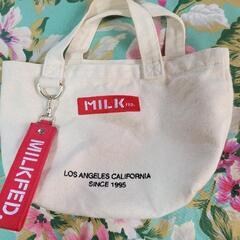 MILK FED.
LOS ANGELES CALIFORNIA
SINCE 1995
MILKFED.